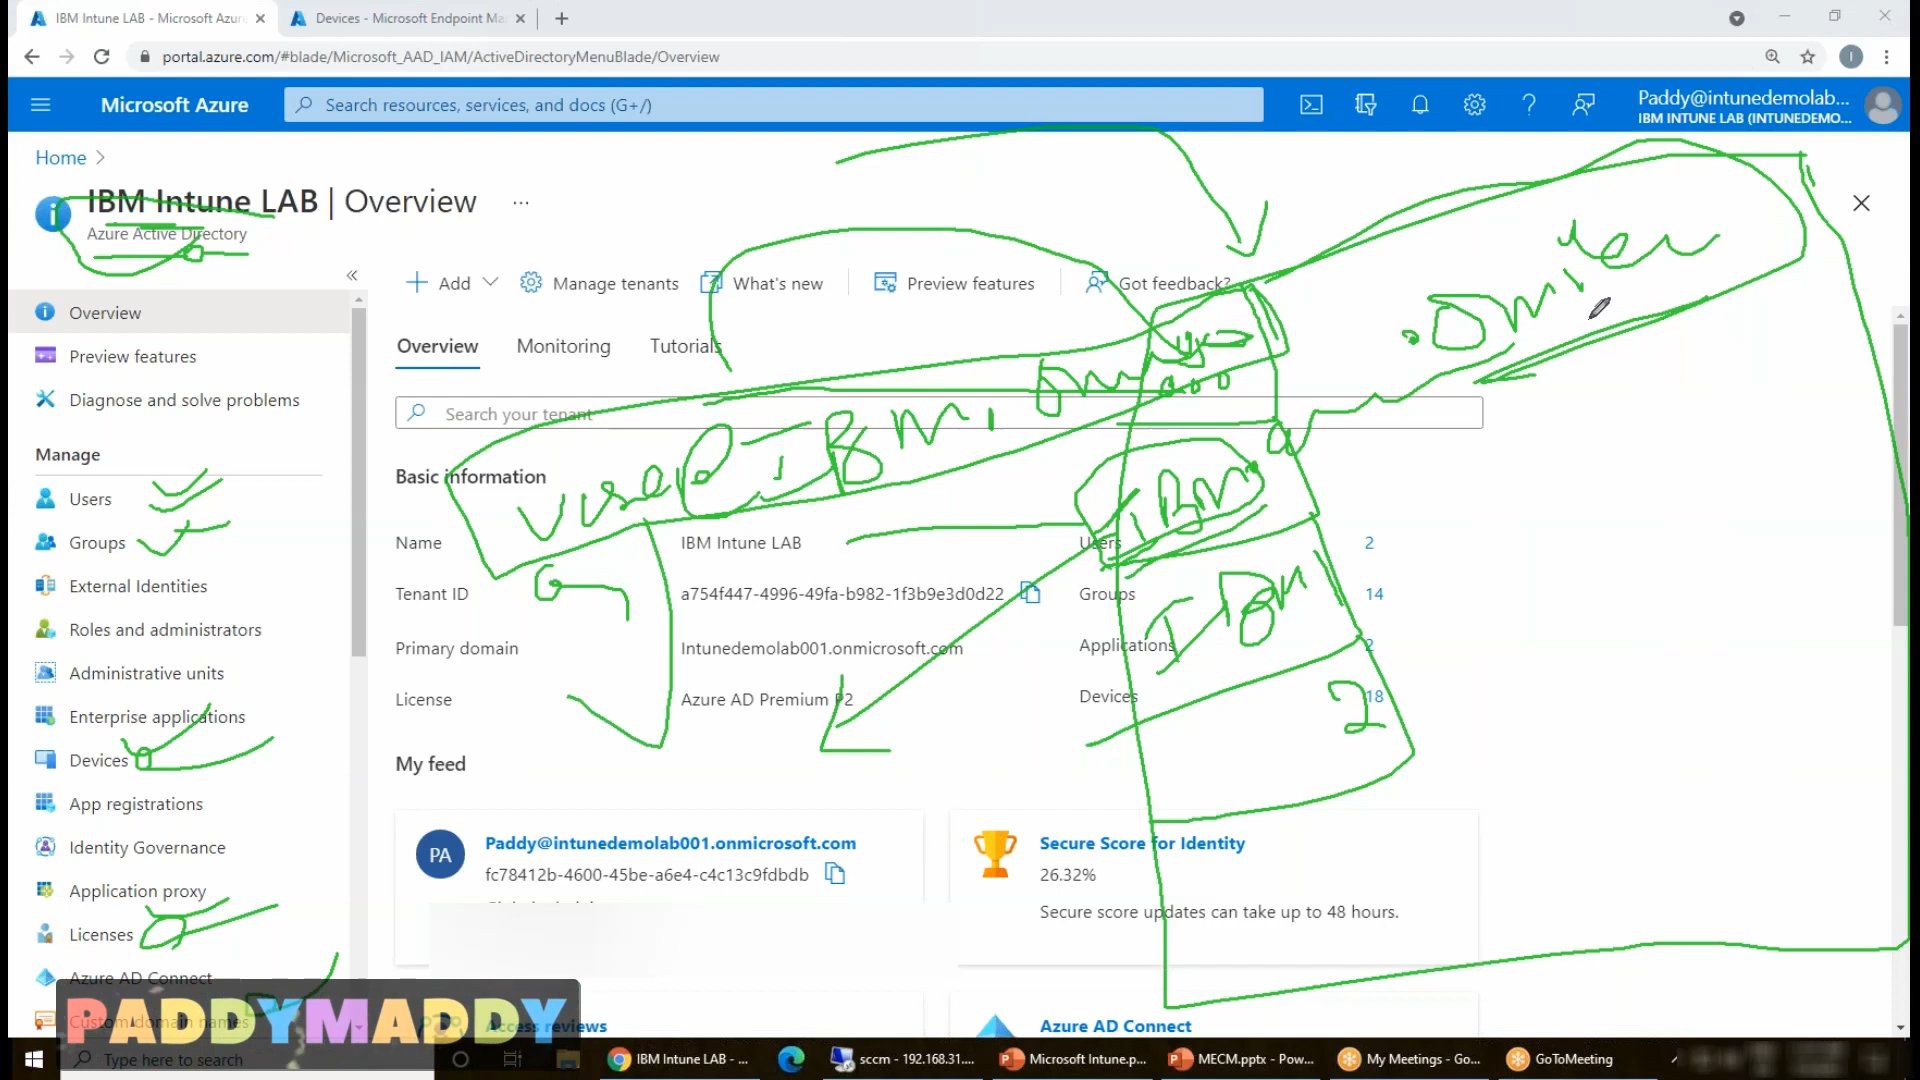 IBM Intune LAB - Microsoft Azure
Devices - Microsoft Endpoint Ma
portal.azure.com/#blade/Microsoft_AAD_IAM/ActiveDirectoryMenuBlade/Overview
Microsoft Azure
Search resources, services, and docs (G+/)
Paddy@intunedemolab...
IBM INTUNE LAB (INTUNEDEMO...
Home
IBM Intune LAB | Overview ...
Azure Active Directory
Add
Manage tenants
What's new
Preview features
Got feedback?
Overview
Preview features
Diagnose and solve problems
Manage
Users
Groups
External Identities
Roles and administrators
Administrative units
Enterprise applications
Devices
App registrations
Identity Governance
Application proxy
Licenses
Azure AD Connect
Custom domain names
Overview Monitoring Tutorials
Search your tenant
Basic information
Name IBM Intune LAB Users 2
Tenant ID a754f447-4996-49fa-b982-1f3b9e3d0d22 Groups 14
Primary domain Intunedemolab001.onmicrosoft.com Applications 2
License Azure AD Premium P2 Devices 18
user@IBM.
IBM
IBM
2
My feed
PA
Paddy@intunedemolab001.onmicrosoft.com
fc78412b-4600-45be-a6e4-c4c13c9fdbdb
Secure Score for Identity
26.32%
Secure score updates can take up to 48 hours.
Access reviews
Azure AD Connect
PADDYMADDY
Type here to search
IBM Intune LAB - ...
sccm - 192.168.31....
Microsoft Intune.p...
MECM.pptx - Pow...
My Meetings - Go...
GoToMeeting